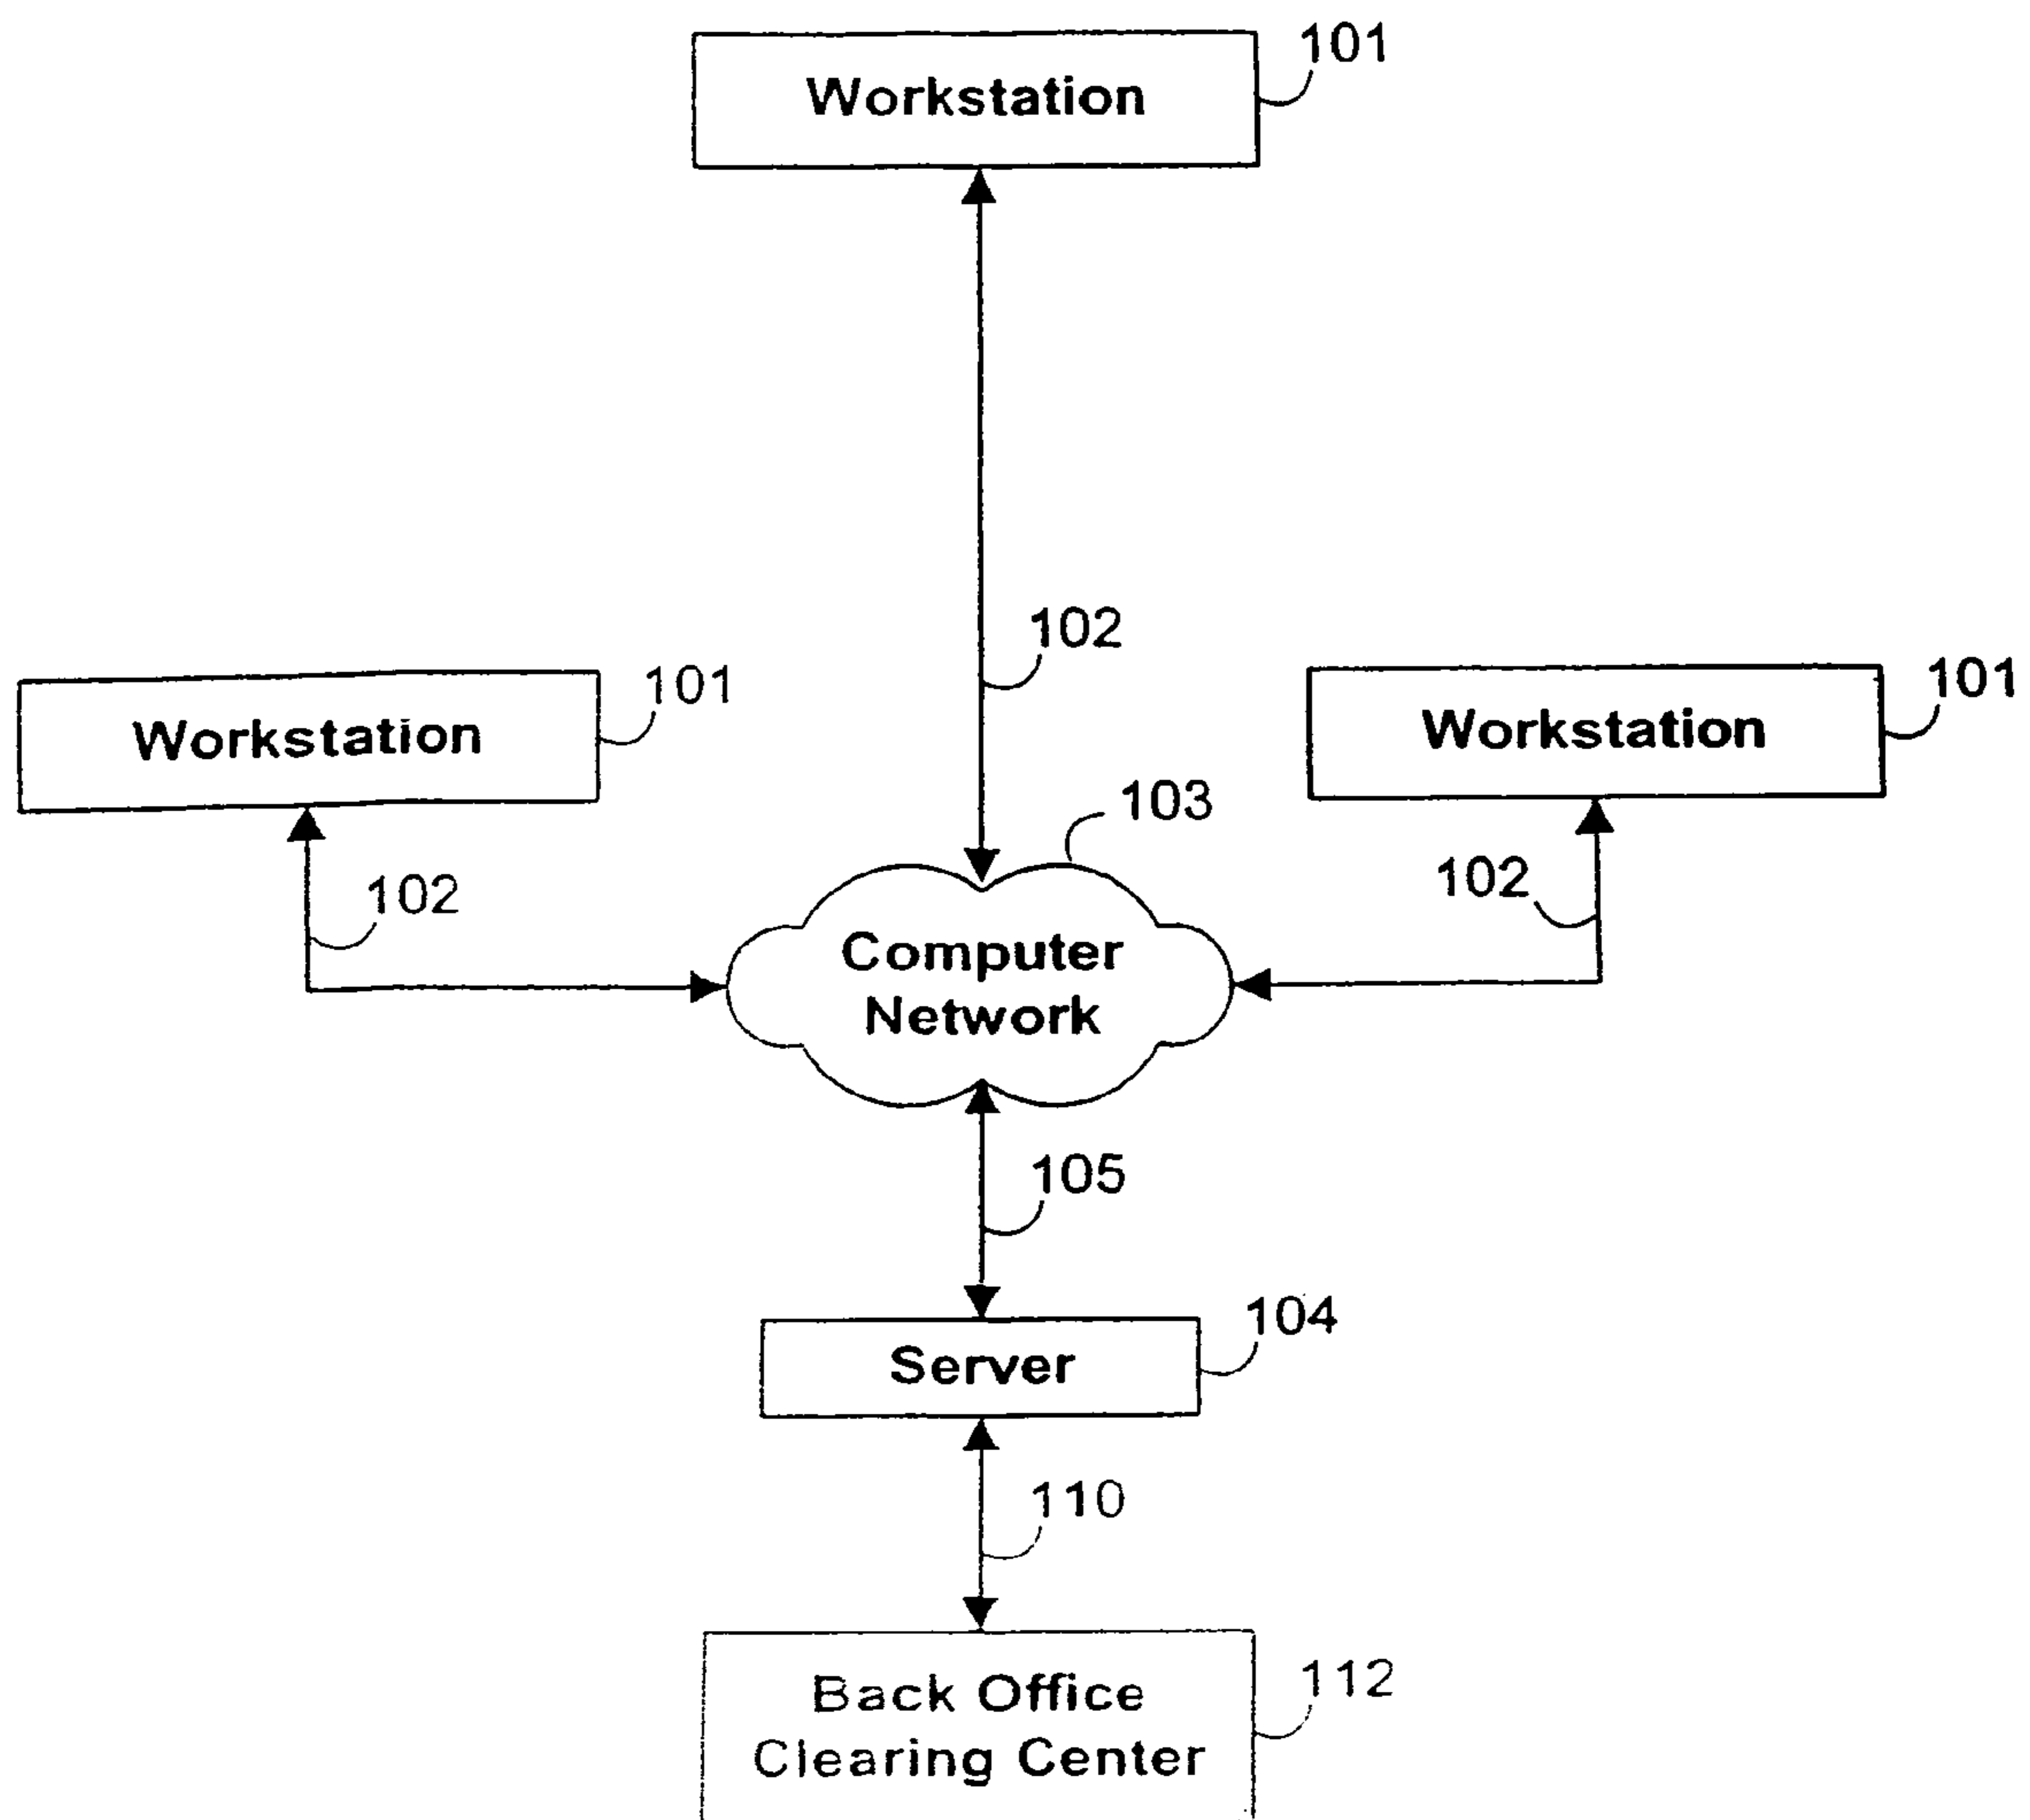 101
Workstation
102
101
Workstation
101
Workstation
103
102
102
Computer
Network
105
104
Server
110
Back Office
Clearing Center
112